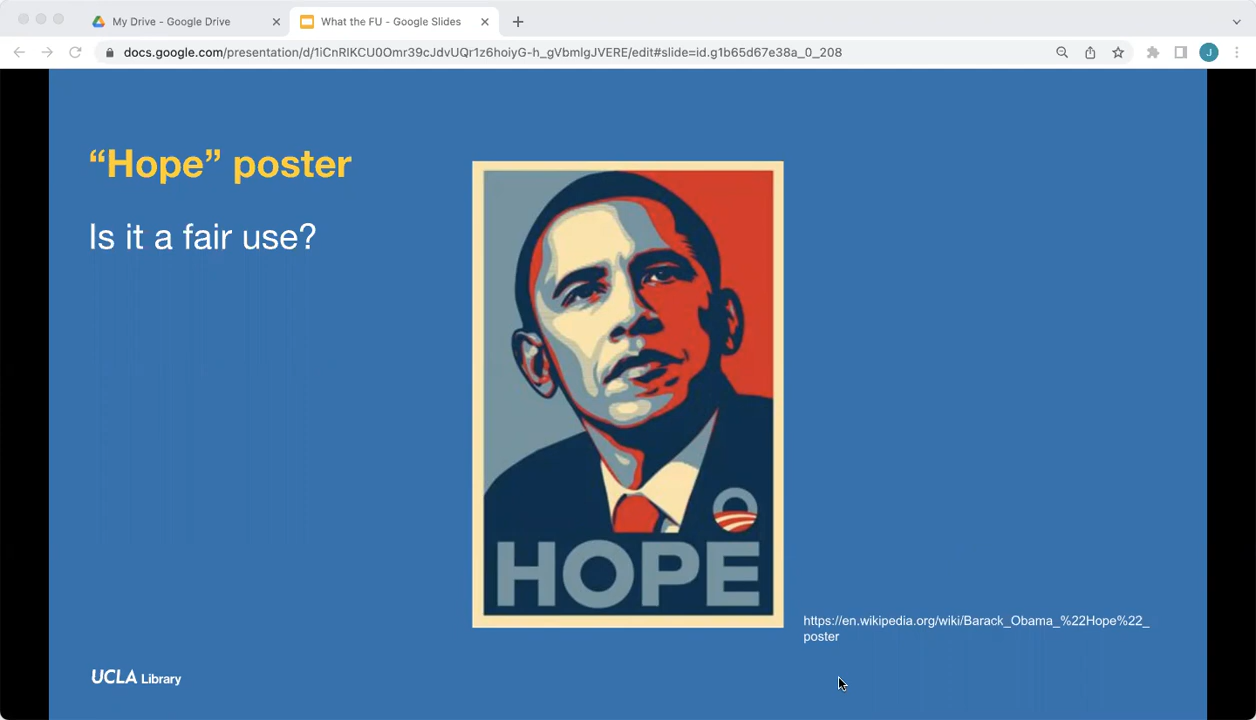 My Drive - Google Drive
What the FU - Google Slides
docs.google.com/presentation/d/1iCnRlKCU0Omr39cJdvUQr1z6hoiyG-h_gVbmlgJVERE/edit#slide=id.g1b65d67e38a_0_208
J
“Hope” poster
Is it a fair use?
HOPE
https://en.wikipedia.org/wiki/Barack_Obama_%22Hope%22_
poster
UCLA Library